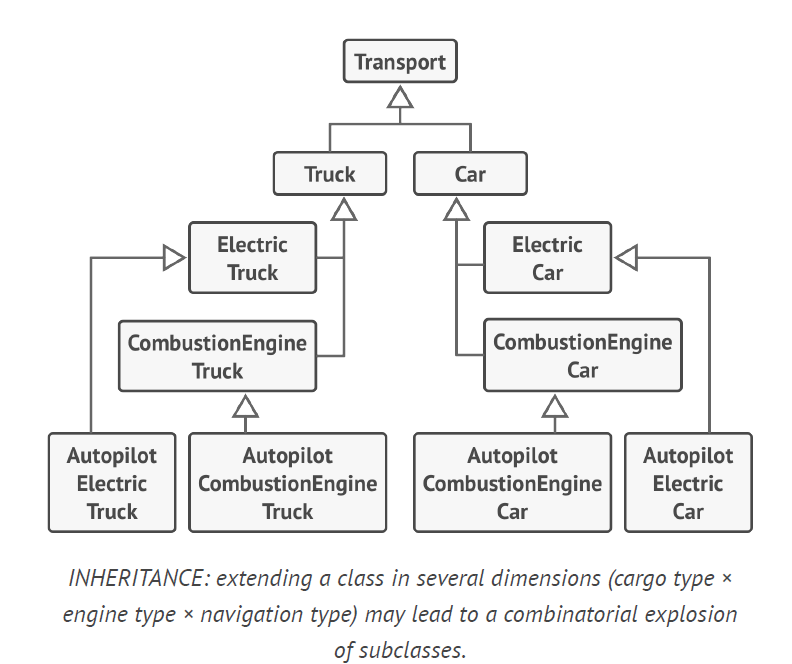 Transport
Truck
Car
Electric
Truck
Electric
Car
CombustionEngine
Truck
CombustionEngine
Car
Autopilot
Electric
Truck
Autopilot
CombustionEngine
Truck
Autopilot
CombustionEngine
Car
Autopilot
Electric
Car
INHERITANCE: extending a class in several dimensions (cargo type ×
engine type × navigation type) may lead to a combinatorial explosion
of subclasses.